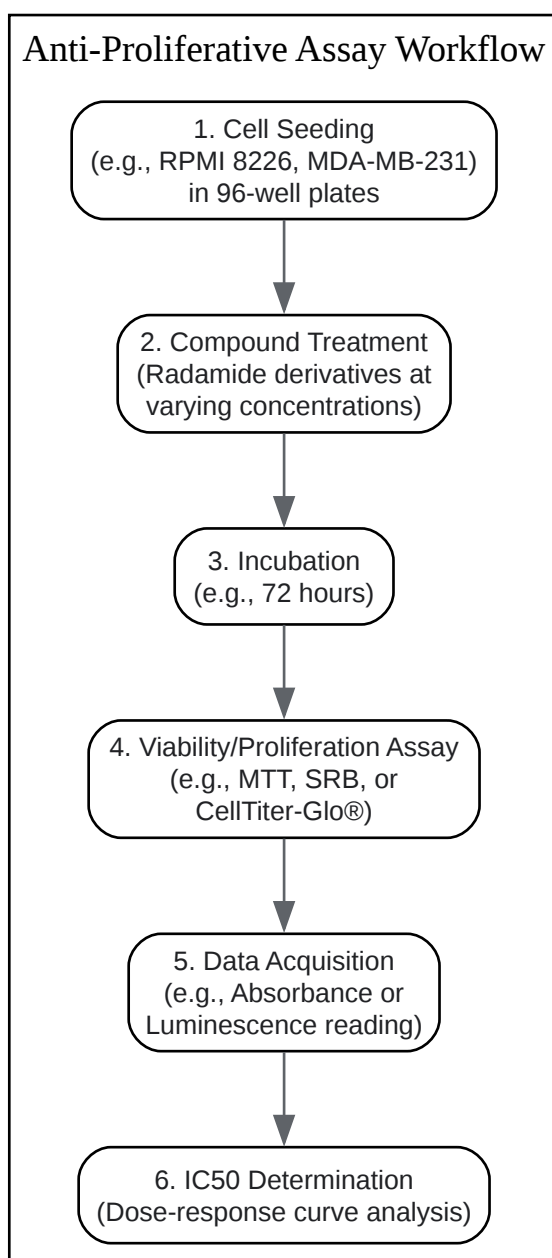 Anti-Proliferative Assay Workflow
1. Cell Seeding
(e.g., RPMI 8226, MDA-MB-231)
in 96-well plates
2. Compound Treatment
(Radamide derivatives at
varying concentrations)
3. Incubation
(e.g., 72 hours)
4. Viability/Proliferation Assay
(e.g., MTT, SRB, or
CellTiter-Glo®)
5. Data Acquisition
(e.g., Absorbance or
Luminescence reading)
6. IC50 Determination
(Dose-response curve analysis)